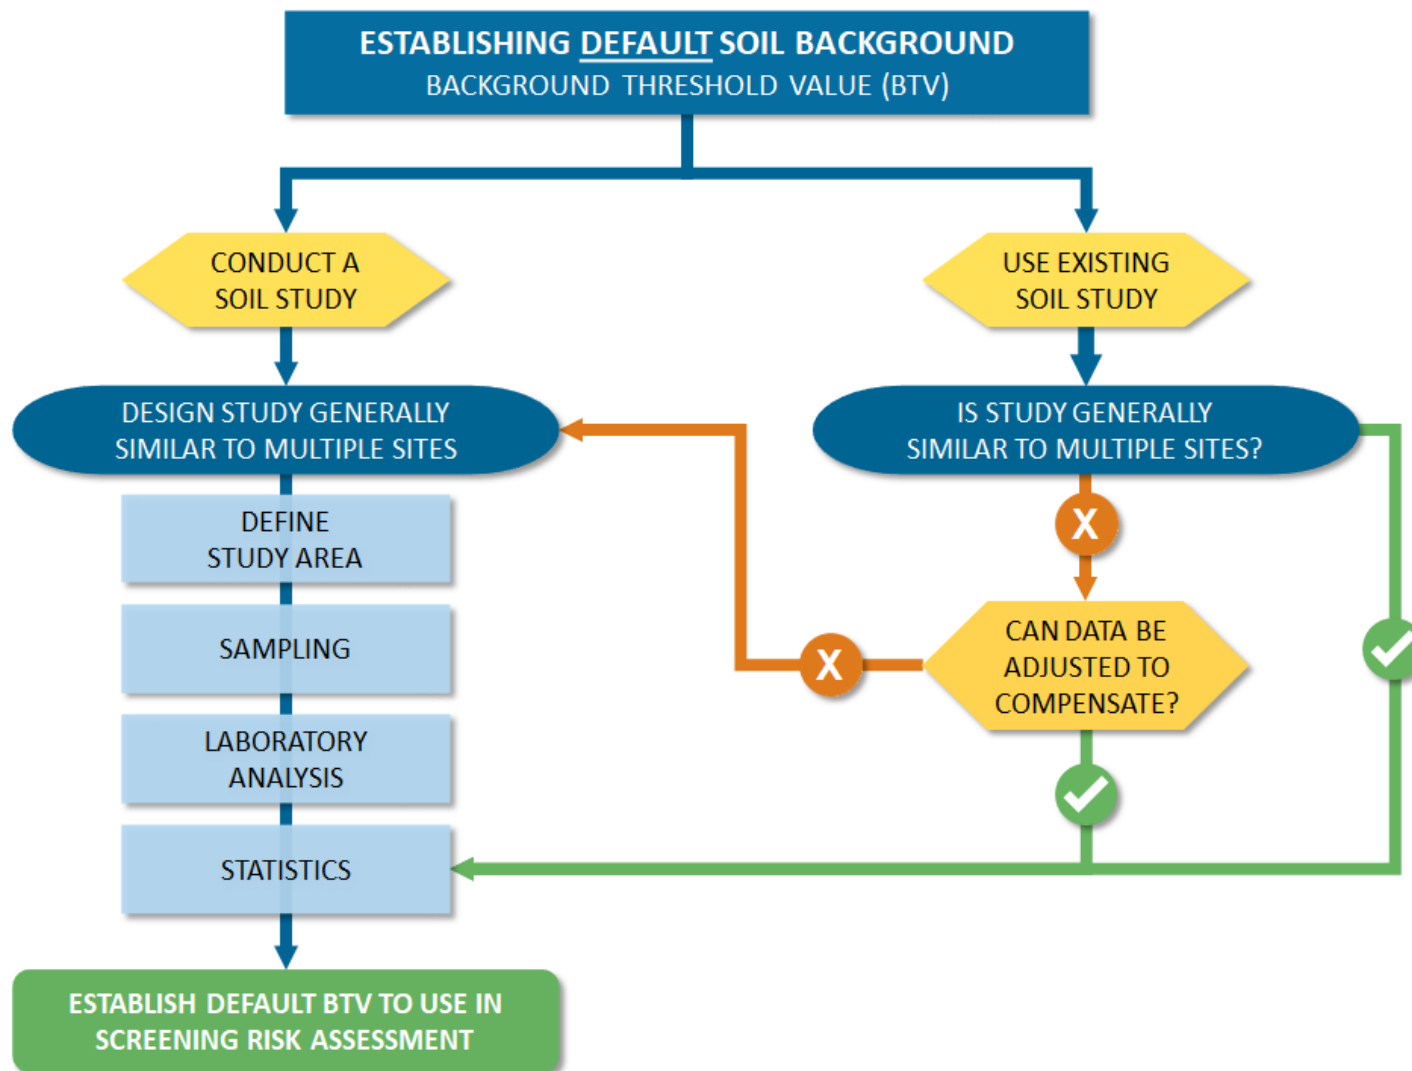 ESTABLISHING DEFAULT SOIL BACKGROUND
BACKGROUND THRESHOLD VALUE (BTV)
CONDUCT A
SOIL STUDY
USE EXISTING
SOIL STUDY
DESIGN STUDY GENERALLY
SIMILAR TO MULTIPLE SITES
IS STUDY GENERALLY
SIMILAR TO MULTIPLE SITES?
DEFINE
STUDY AREA
X
SAMPLING
CAN DATA BE
ADJUSTED TO
COMPENSATE?
X
LABORATORY
ANALYSIS
STATISTICS
ESTABLISH DEFAULT BTV TO USE IN
SCREENING RISK ASSESSMENT